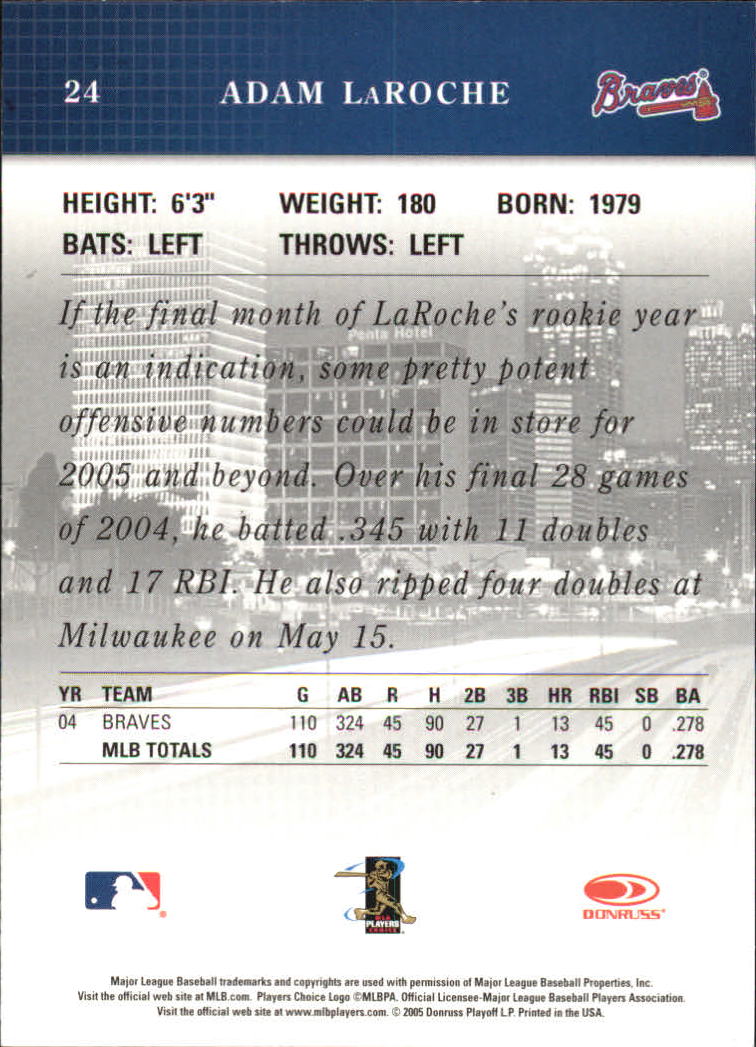 24 ADAM LAROCHE Braves®
HEIGHT: 6'3" WEIGHT: 180 BORN: 1979
BATS: LEFT THROWS: LEFT
Penta Hotel
If the final month of LaRoche's rookie year
is an indication, some pretty potent
offensive numbers could be in store for
2005 and beyond. Over his final 28 games
of 2004, he batted .345 with 11 doubles
and 17 RBI. He also ripped four doubles at
Milwaukee on May 15.
YR TEAM G AB R H 2B 3B HR RBI SB BA
04 BRAVES 110 324 45 90 27 1 13 45 0 .278
MLB TOTALS 110 324 45 90 27 1 13 45 0 .278
MLB
PLAYERS
CHOICE
DONRUSS®
Major League Baseball trademarks and copyrights are used with permission of Major League Baseball Properties, Inc.
Visit the official web site at MLB.com. Players Choice Logo ©MLBPA. Official Licensee-Major League Baseball Players Association.
Visit the official web site at www.mlbplayers.com. © 2005 Donruss Playoff L.P. Printed in the USA.